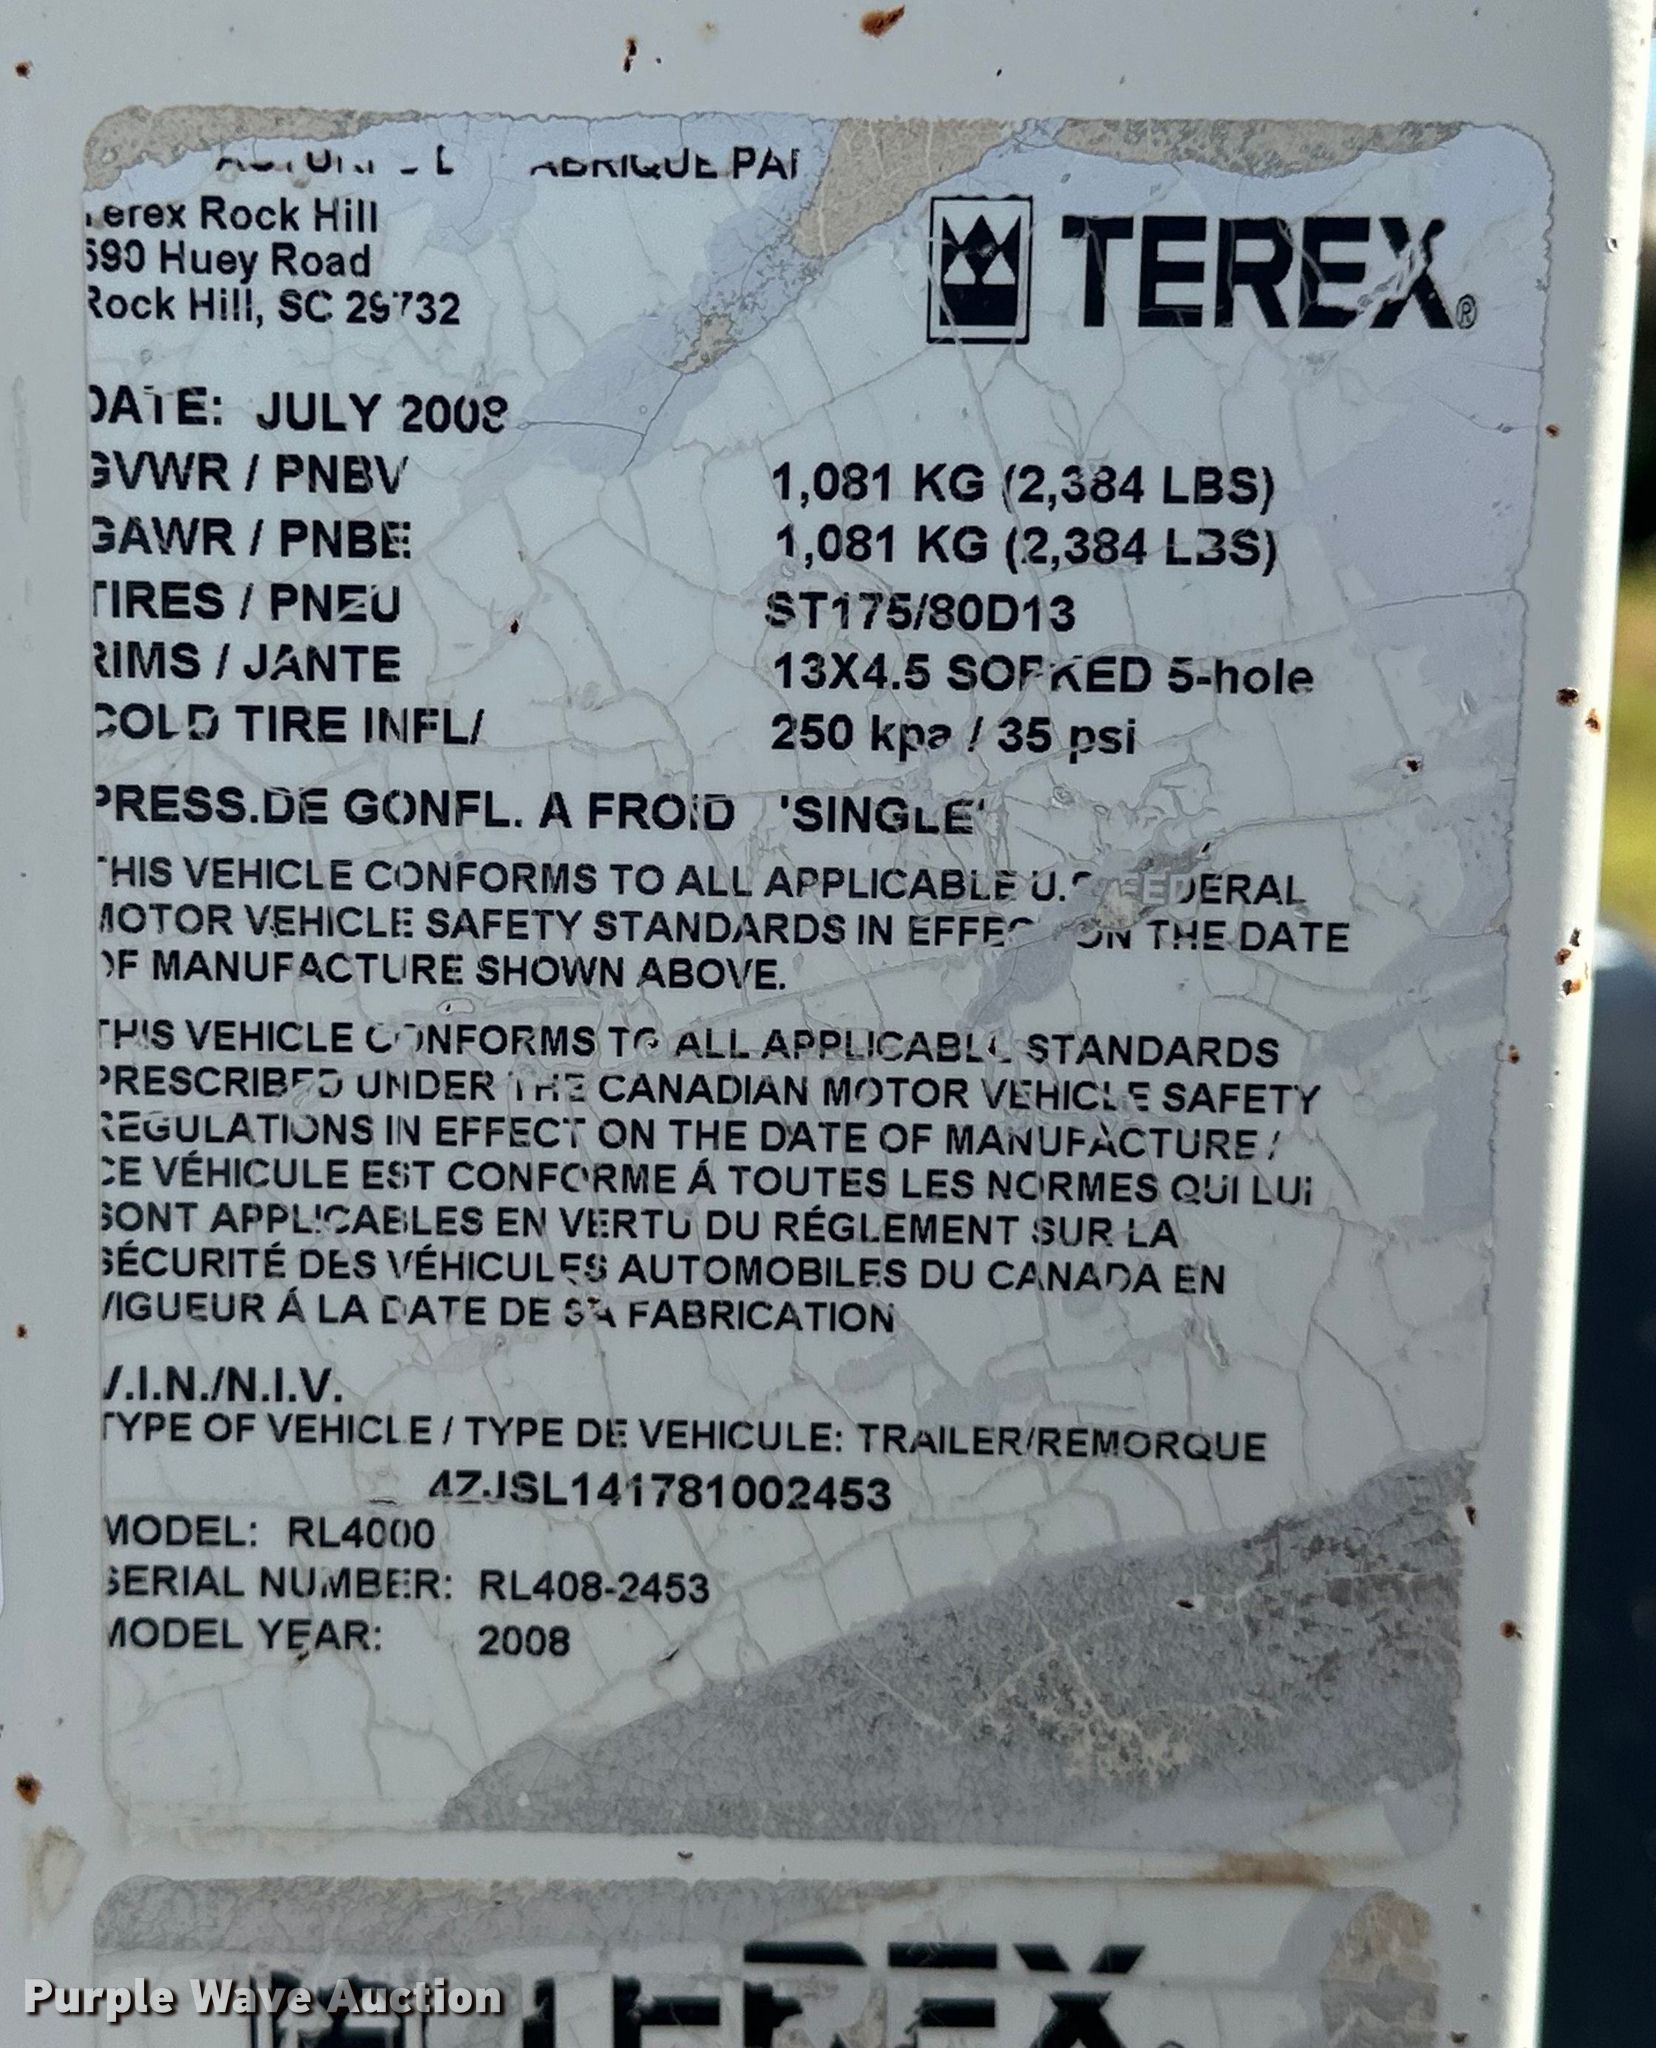 FABRIQUE PAR
Terex Rock Hill
590 Huey Road
Rock Hill, SC 29732
TEREX®
DATE: JULY 2008
GVWR / PNBV 1,081 KG (2,384 LBS)
GAWR / PNBE: 1,081 KG (2,384 LBS)
TIRES / PNEU ST175/80D13
RIMS / JANTE 13X4.5 5-hole
COLD TIRE INFL/ 250 kpa / 35 psi
PRESS.DE GONFL. A FROID 'SINGLE'
THIS VEHICLE CONFORMS TO ALL APPLICABLE U.S. FEDERAL
MOTOR VEHICLE SAFETY STANDARDS IN EFFECT ON THE DATE
OF MANUFACTURE SHOWN ABOVE.
THIS VEHICLE CONFORMS TO ALL APPLICABLE STANDARDS
PRESCRIBED UNDER THE CANADIAN MOTOR VEHICLE SAFETY
REGULATIONS IN EFFECT ON THE DATE OF MANUFACTURE /
CE VÉHICULE EST CONFORME Á TOUTES LES NORMES QUI LUI
SONT APPLICABLES EN VERTU DU RÉGLEMENT SUR LA
SÉCURITÉ DES VÉHICULES AUTOMOBILES DU CANADA EN
VIGUEUR Á LA DATE DE SA FABRICATION
V.I.N./N.I.V.
TYPE OF VEHICLE / TYPE DE VEHICULE: TRAILER/REMORQUE
4ZJSL141781002453
MODEL: RL4000
SERIAL NUMBER: RL408-2453
MODEL YEAR: 2008
TEREX
Purple Wave Auction